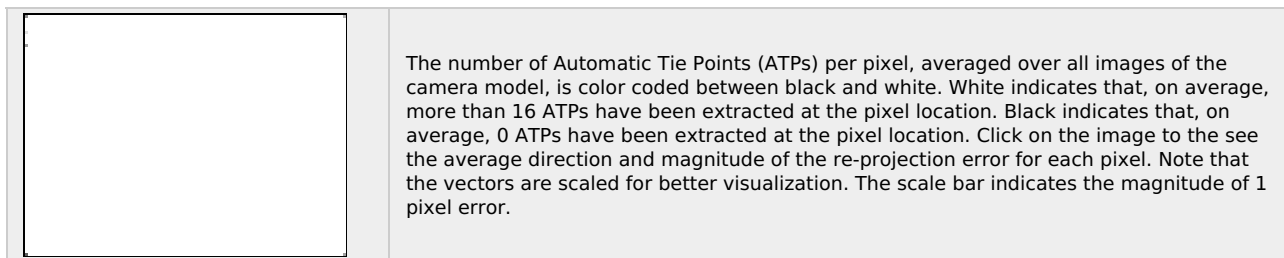 The number of Automatic Tie Points (ATPs) per pixel, averaged over all images of the
camera model, is color coded between black and white. White indicates that, on average,
more than 16 ATPs have been extracted at the pixel location. Black indicates that, on
average, 0 ATPs have been extracted at the pixel location. Click on the image to the see
the average direction and magnitude of the re-projection error for each pixel. Note that
the vectors are scaled for better visualization. The scale bar indicates the magnitude of 1
pixel error.